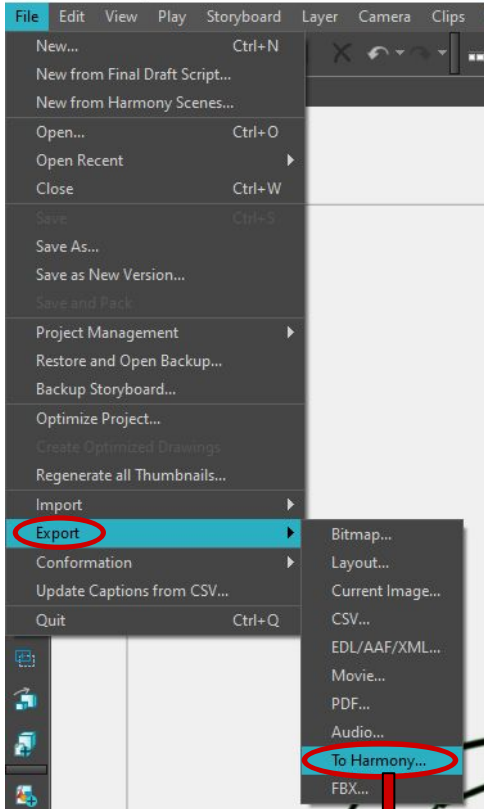 File Edit View Play Storyboard Layer Camera Clips
New... Ctrl+N
New from Final Draft Script...
New from Harmony Scenes...
Open... Ctrl+O
Open Recent
Close Ctrl+W
Save Ctrl+S
Save As...
Save as New Version...
Save and Pack
Project Management
Restore and Open Backup...
Backup Storyboard...
Optimize Project...
Create Optimized Drawings
Regenerate all Thumbnails...
Import
Export
Conformation
Update Captions from CSV...
Quit Ctrl+Q
Bitmap...
Layout...
Current Image...
CSV...
EDL/AAF/XML...
Movie...
PDF...
Audio...
To Harmony...
FBX...